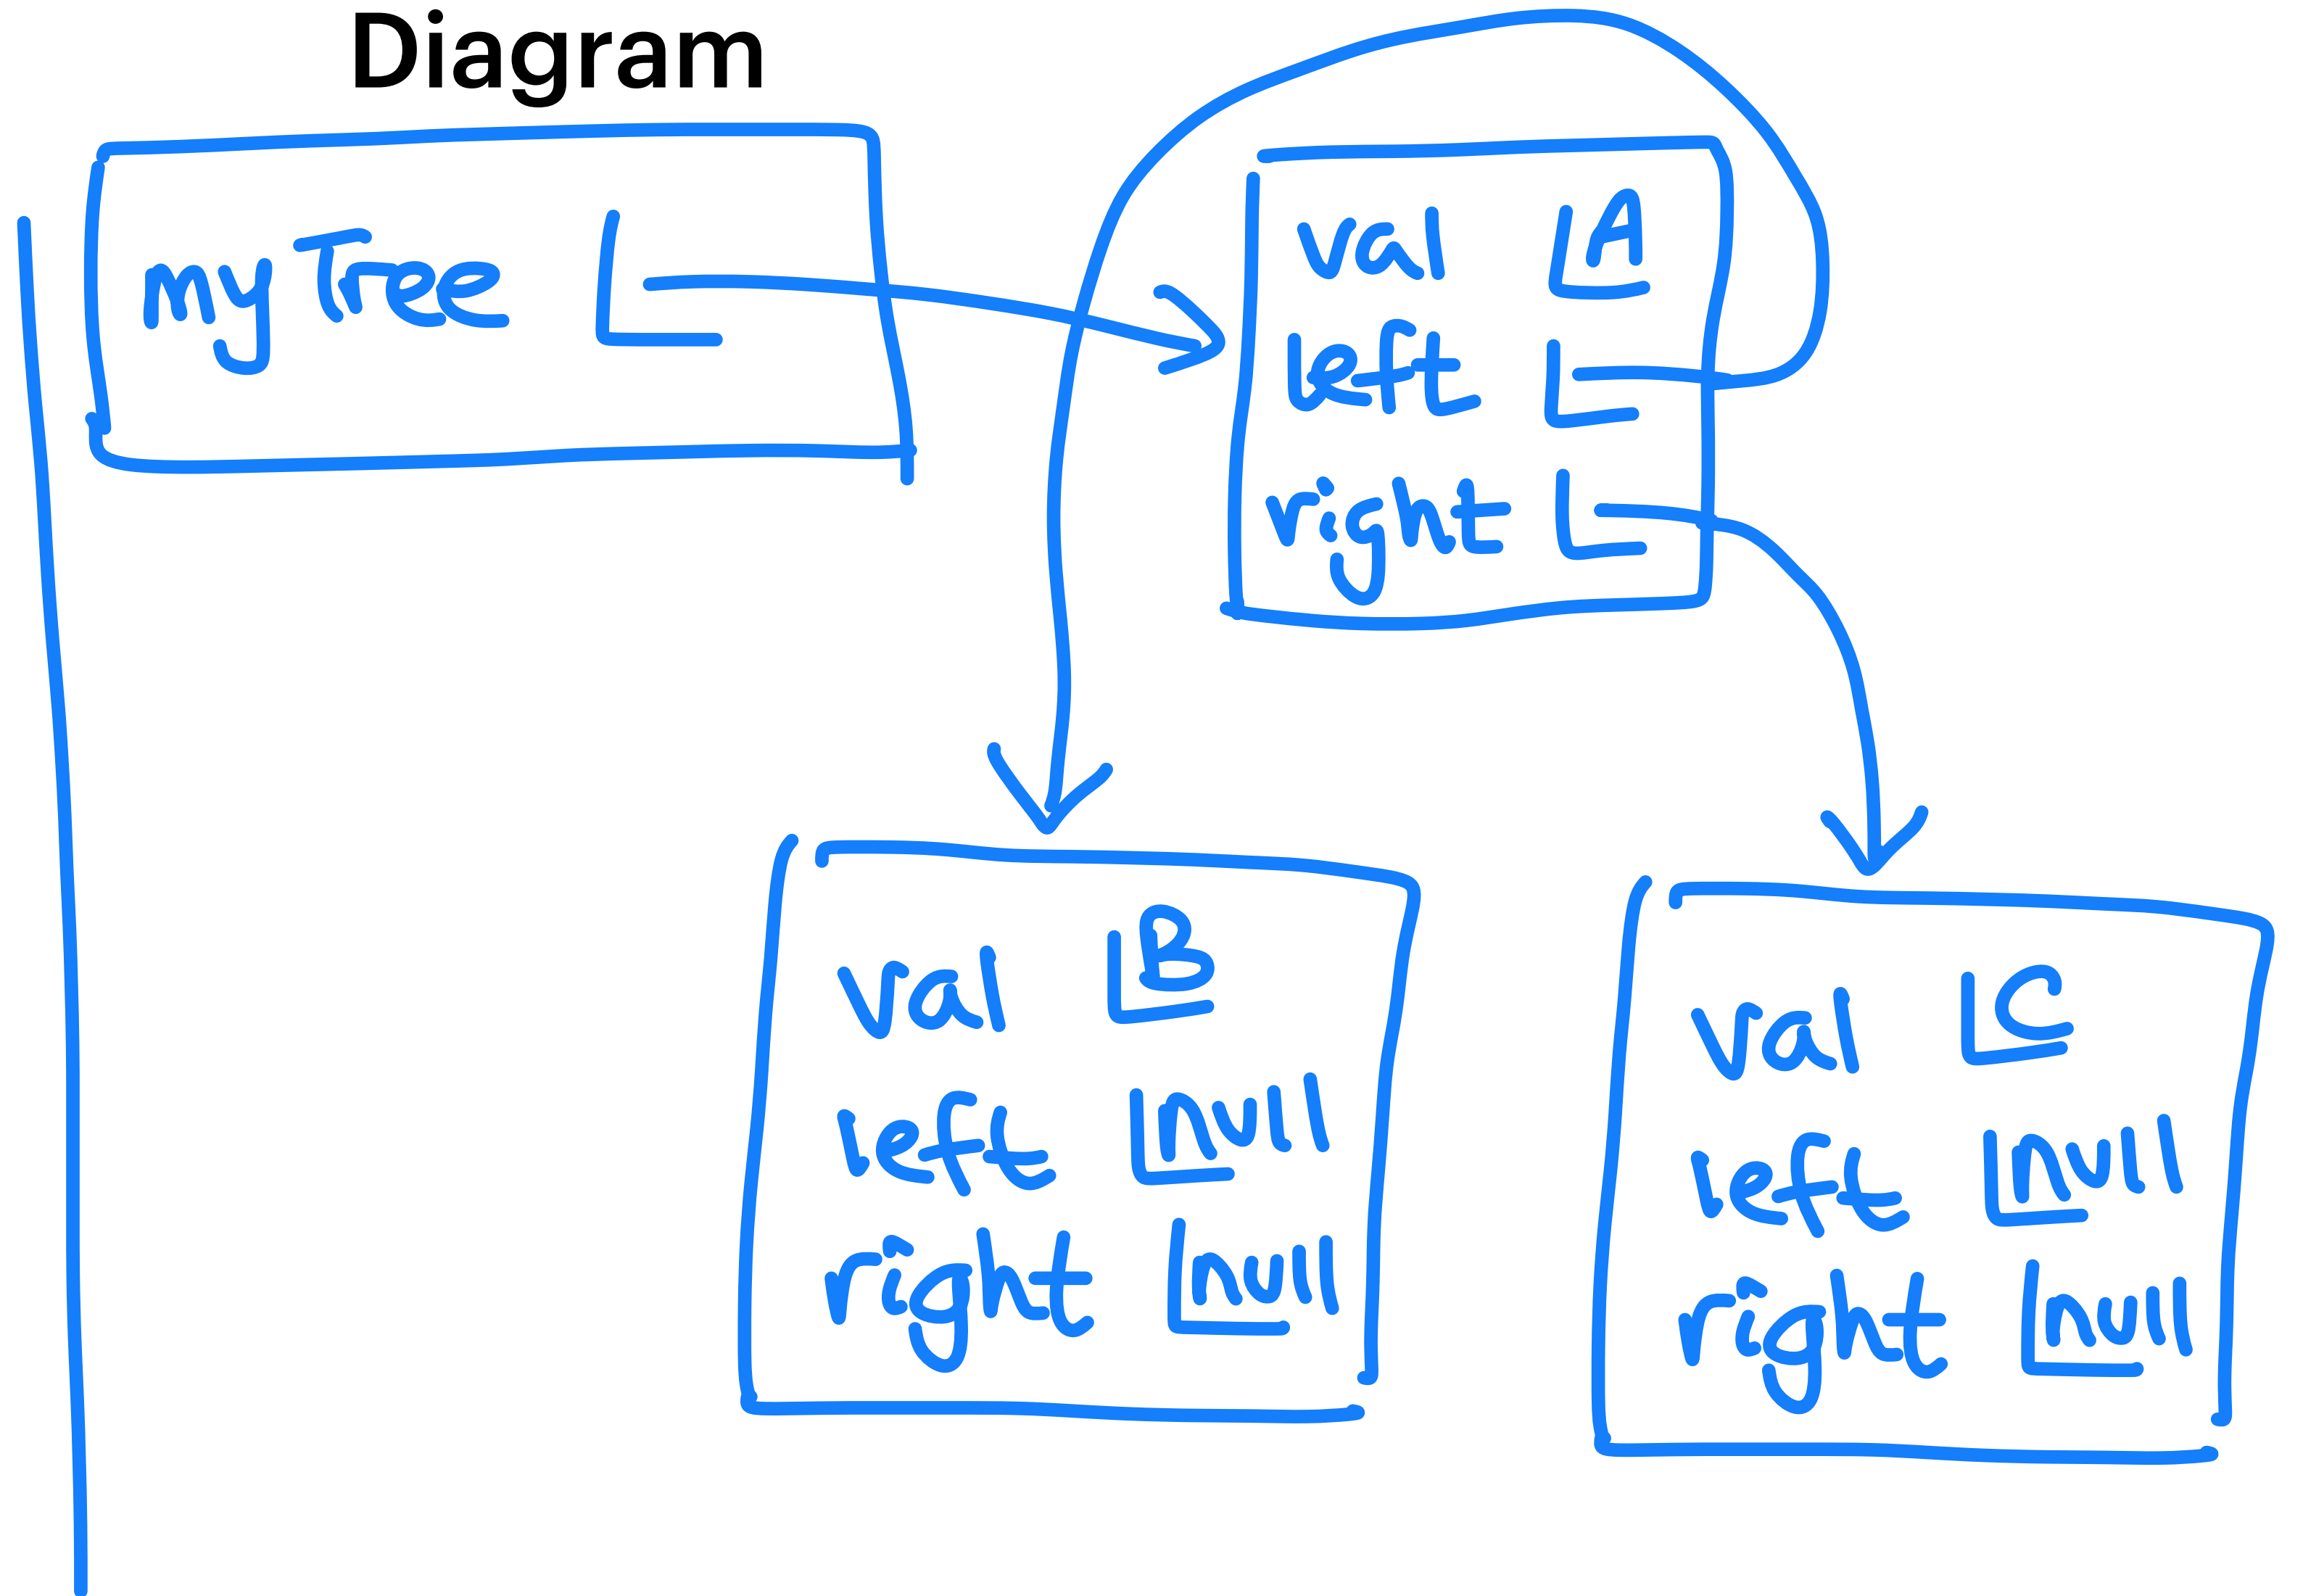 Diagram
myTree
val A
left
right
val B
left null
right null
val C
left null
right null